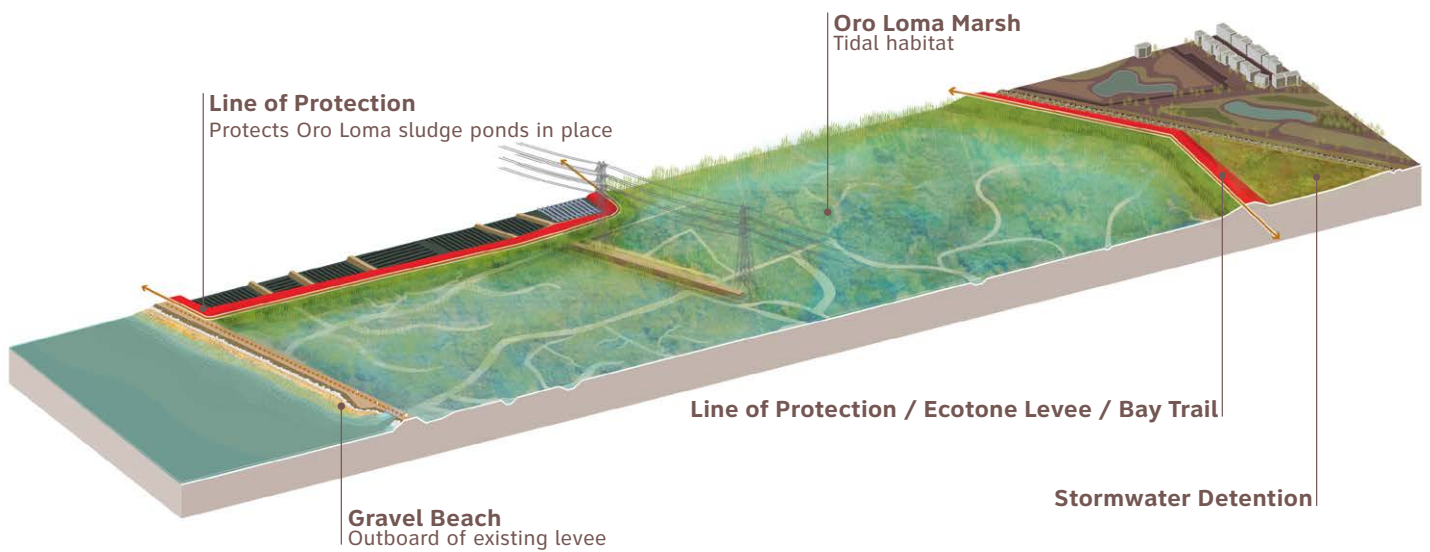 Oro Loma Marsh
Tidal habitat
Line of Protection
Protects Oro Loma sludge ponds in place
Line of Protection / Ecotone Levee / Bay Trail
Stormwater Detention
Gravel Beach
Outboard of existing levee